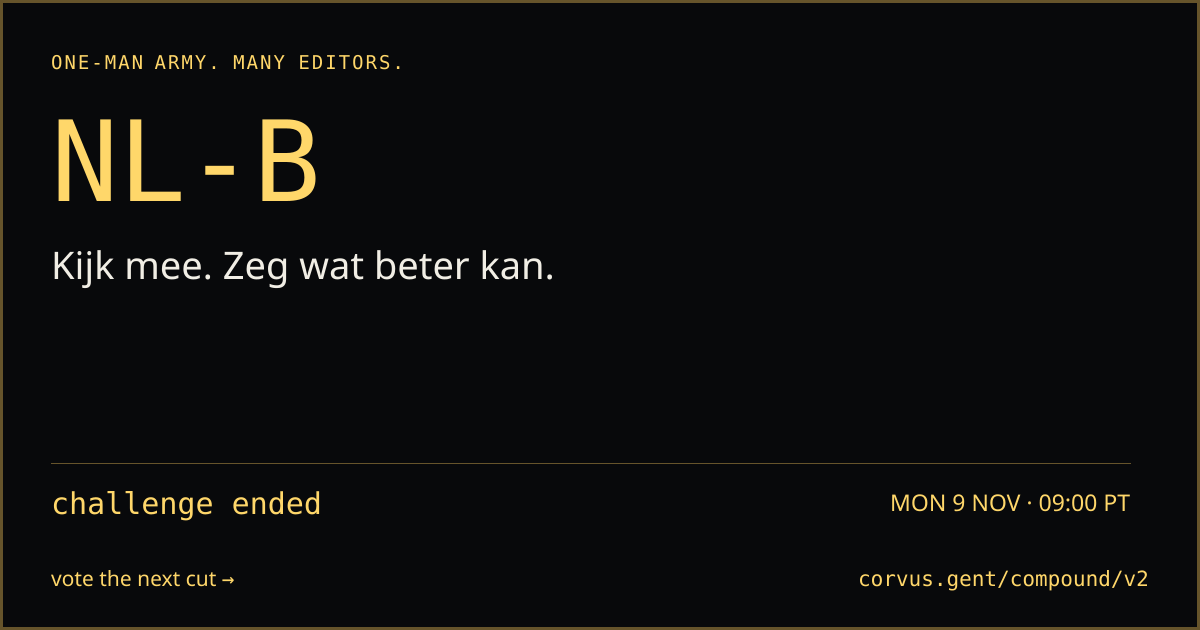 ONE-MAN ARMY. MANY EDITORS.
NL-B
Kijk mee. Zeg wat beter kan.
challenge ended
MON 9 NOV · 09:00 PT
vote the next cut →
corvus.gent/compound/v2